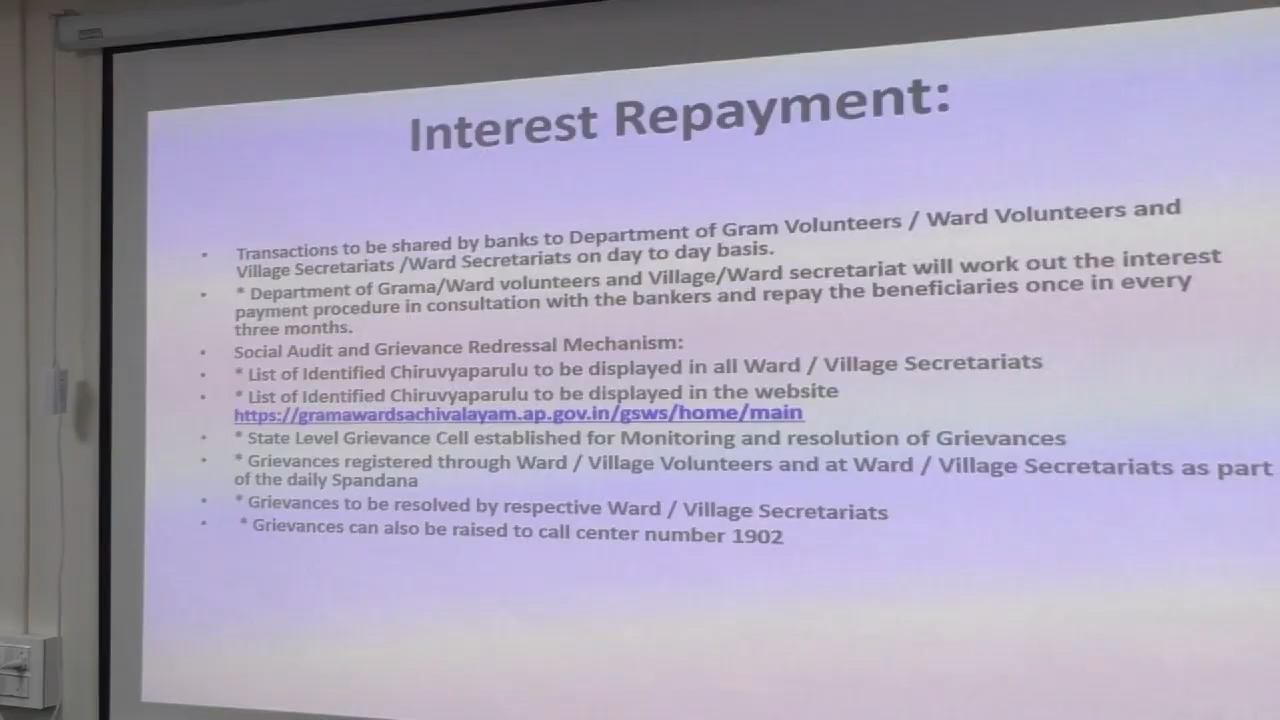 Interest Repayment:
• Transactions to be shared by banks to Department of Gram Volunteers / Ward Volunteers and
Village Secretariats /Ward Secretariats on day to day basis.
• * Department of Grama/Ward volunteers and Village/Ward secretariat will work out the interest
payment procedure in consultation with the bankers and repay the beneficiaries once in every
three months.
• Social Audit and Grievance Redressal Mechanism:
• * List of Identified Chiruvyaparulu to be displayed in all Ward / Village Secretariats
• * List of Identified Chiruvyaparulu to be displayed in the website
https://gramawardsachivalayam.ap.gov.in/gsws/home/main
• * State Level Grievance Cell established for Monitoring and resolution of Grievances
• * Grievances registered through Ward / Village Volunteers and at Ward / Village Secretariats as part
of the daily Spandana
• * Grievances to be resolved by respective Ward / Village Secretariats
• * Grievances can also be raised to call center number 1902